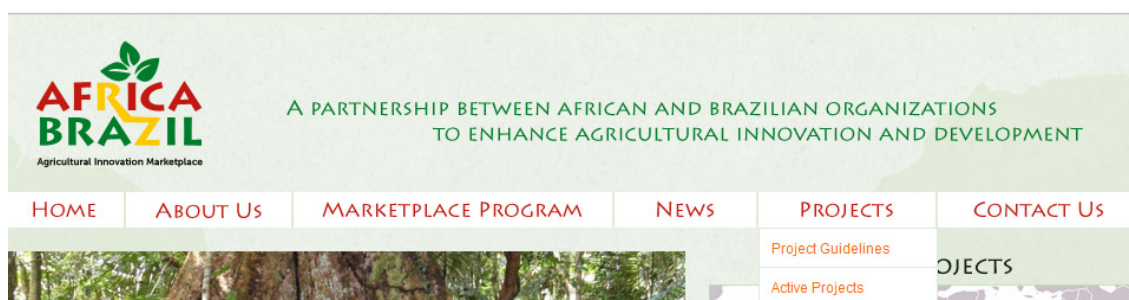 AFRICA
BRAZIL
Agricultural Innovation Marketplace
A PARTNERSHIP BETWEEN AFRICAN AND BRAZILIAN ORGANIZATIONS
TO ENHANCE AGRICULTURAL INNOVATION AND DEVELOPMENT
HOME ABOUT US MARKETPLACE PROGRAM NEWS PROJECTS CONTACT US
Project Guidelines
Active Projects